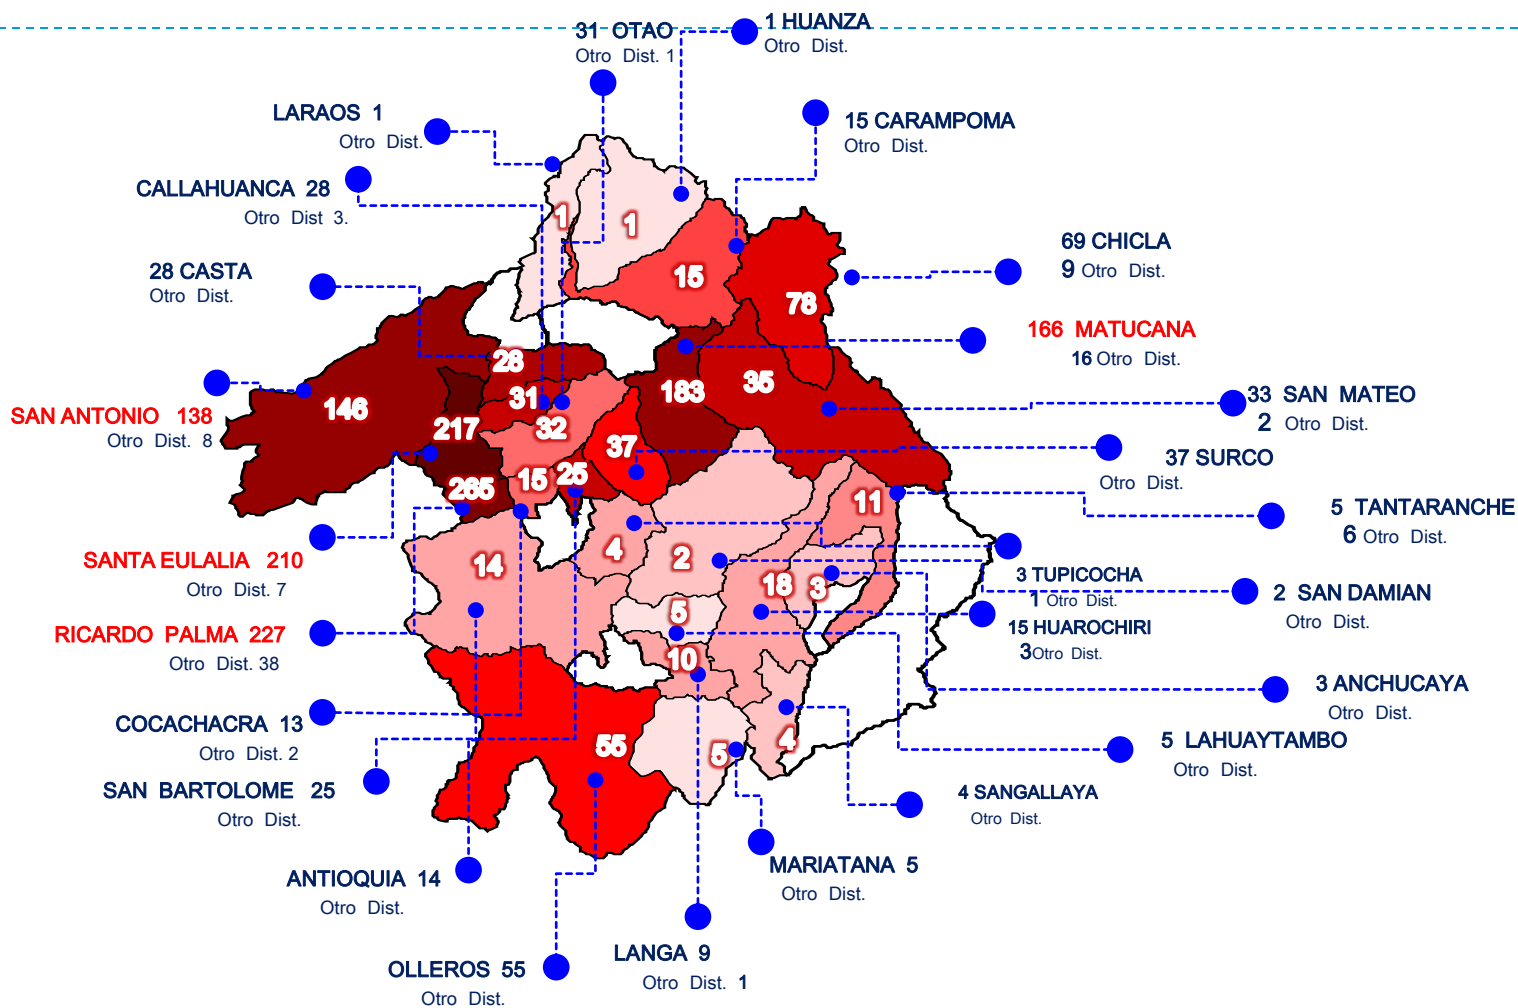 31 OTAO
Otro Dist. 1
1 HUANZA
Otro Dist.
LARAOS 1
Otro Dist.
15 CARAMPOMA
Otro Dist.
CALLAHUANCA 28
Otro Dist 3.
69 CHICLA
9 Otro Dist.
28 CASTA
Otro Dist.
166 MATUCANA
16 Otro Dist.
SAN ANTONIO 138
Otro Dist. 8
33 SAN MATEO
2 Otro Dist.
37 SURCO
Otro Dist.
5 TANTARANCHE
6 Otro Dist.
SANTA EULALIA 210
Otro Dist. 7
3 TUPICOCHA
1 Otro Dist.
2 SAN DAMIAN
Otro Dist.
RICARDO PALMA 227
Otro Dist. 38
15 HUAROCHIRI
3 Otro Dist.
3 ANCHUCAYA
Otro Dist.
COCACHACRA 13
Otro Dist. 2
5 LAHUAYTAMBO
Otro Dist.
SAN BARTOLOME 25
Otro Dist.
4 SANGALLAYA
Otro Dist.
ANTIOQUIA 14
Otro Dist.
MARIATANA 5
Otro Dist.
LANGA 9
Otro Dist. 1
OLLEROS 55
Otro Dist.
1
1
15
78
28
35
183
31
146
217
32
37
25
15
265
11
4
14
2
18
3
5
10
55
5
4